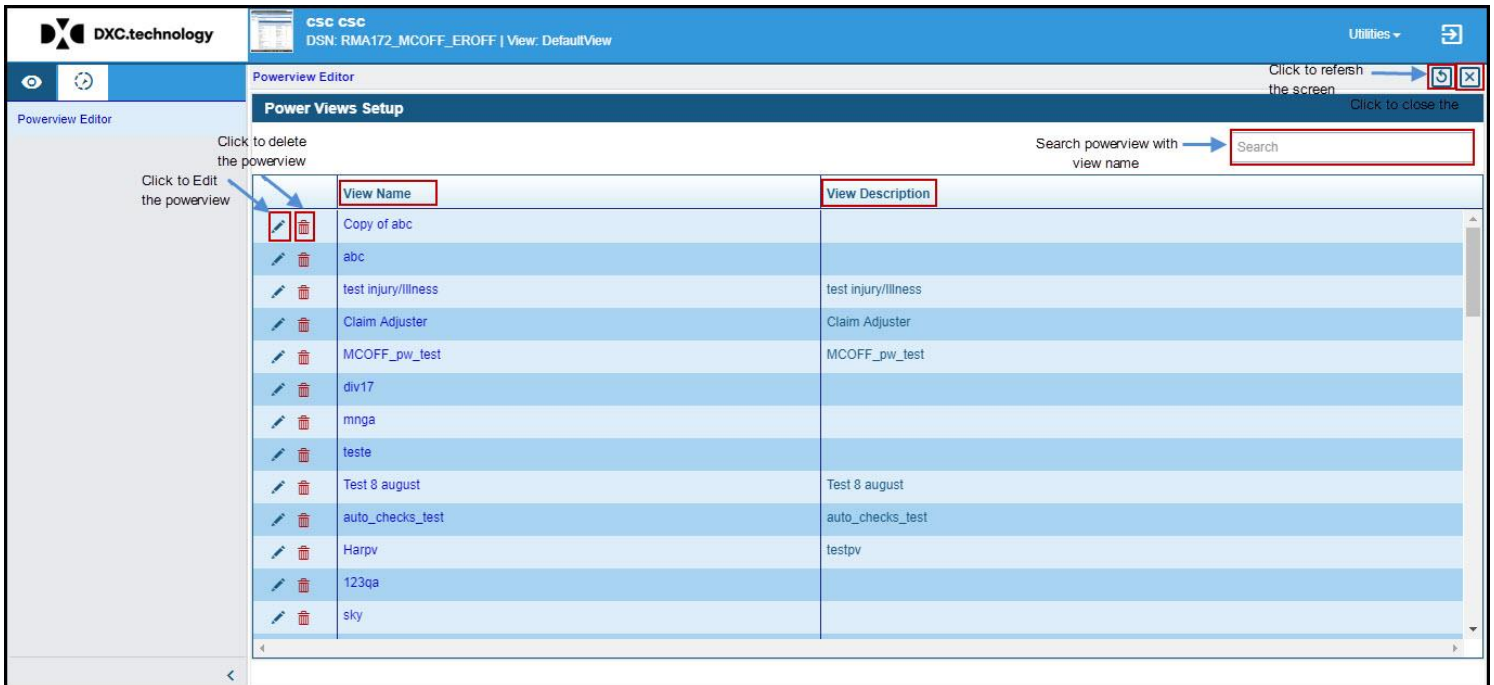 DXC.technology
csc csc
DSN: RMA172_MCOFF_EROFF | View: DefaultView
Utilities
Powerview Editor
Click to refersh
the screen
Powerview Editor
Power Views Setup
Click to close the
Click to delete
the powerview
Search powerview with
view name
Search
Click to Edit
the powerview
View Name
View Description
Copy of abc
abc
test injury/Illness
test injury/Illness
Claim Adjuster
Claim Adjuster
MCOFF_pw_test
MCOFF_pw_test
div17
mnga
teste
Test 8 august
Test 8 august
auto_checks_test
auto_checks_test
Harpv
testpv
123qa
sky